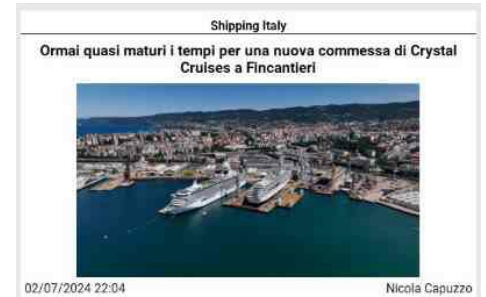 Shipping Italy
Ormai quasi maturi i tempi per una nuova commessa di Crystal
Cruises a Fincantieri
02/07/2024 22:04
Nicola Capuzzo